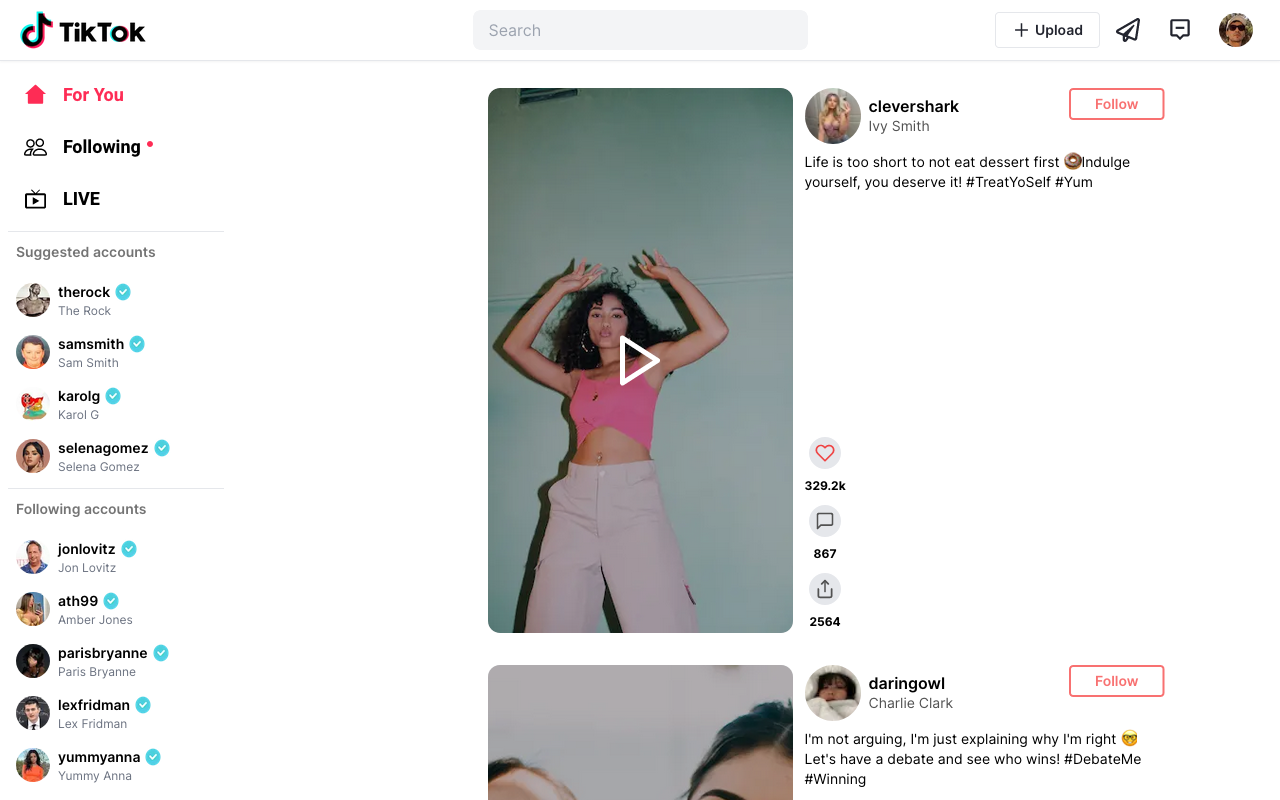 TikTok
Search
Upload
For You
Following
LIVE
Suggested accounts
therock
The Rock
samsmith
Sam Smith
karolg
Karol G
selenagomez
Selena Gomez
Following accounts
jonlovitz
Jon Lovitz
ath99
Amber Jones
parisbryanne
Paris Bryanne
lexfridman
Lex Fridman
yummyanna
Yummy Anna
clevershark
Ivy Smith
Follow
Life is too short to not eat dessert first 🍩Indulge
yourself, you deserve it! #TreatYoSelf #Yum
329.2k
867
2564
daringowl
Charlie Clark
Follow
I'm not arguing, I'm just explaining why I'm right 🤓
Let's have a debate and see who wins! #DebateMe
#Winning